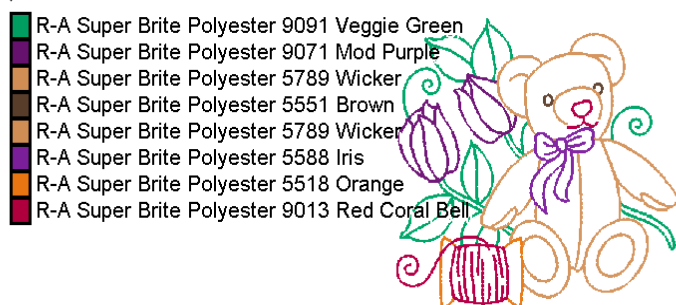 R-A Super Brite Polyester 9091 Veggie Green
R-A Super Brite Polyester 9071 Mod Purple
R-A Super Brite Polyester 5789 Wicker
R-A Super Brite Polyester 5551 Brown
R-A Super Brite Polyester 5789 Wicker
R-A Super Brite Polyester 5588 Iris
R-A Super Brite Polyester 5518 Orange
R-A Super Brite Polyester 9013 Red Coral Bell